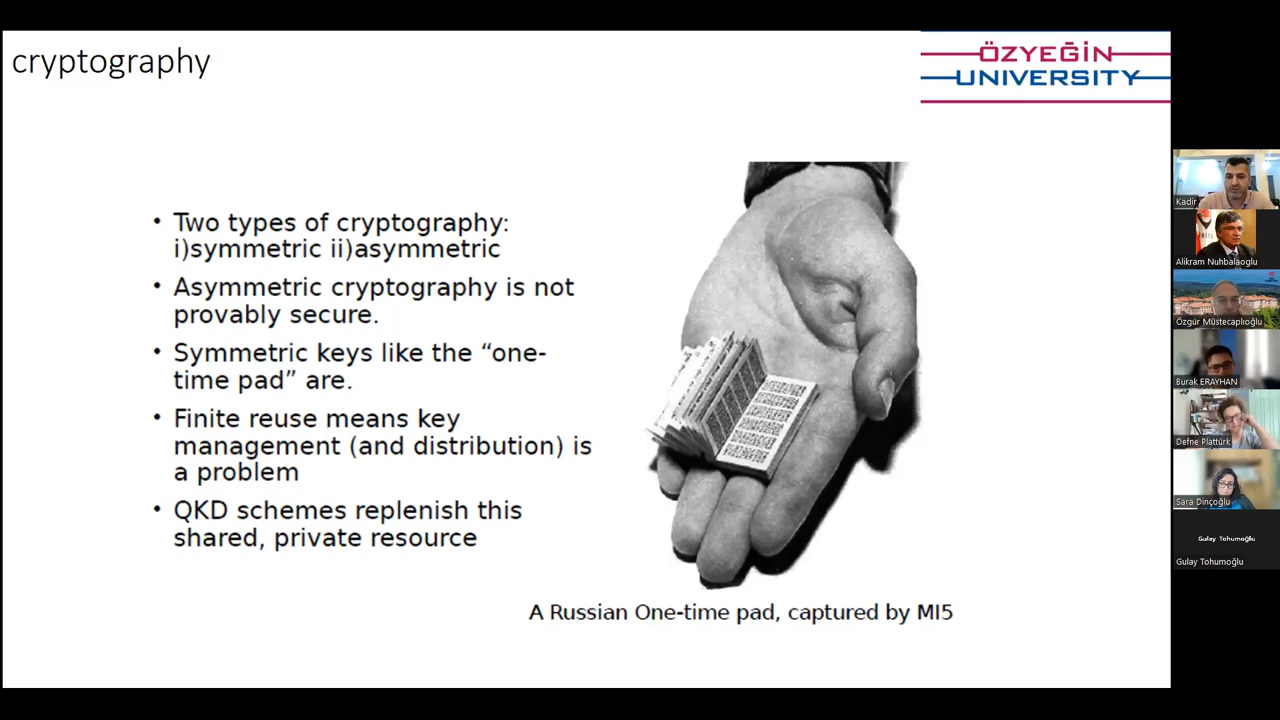 cryptography
ÖZYEĞİN
UNIVERSITY
• Two types of cryptography:
i)symmetric ii)asymmetric
• Asymmetric cryptography is not
provably secure.
• Symmetric keys like the “one-
time pad” are.
• Finite reuse means key
management (and distribution) is
a problem
• QKD schemes replenish this
shared, private resource
A Russian One-time pad, captured by MI5
Kadir
Alikram Nuhbalaoglu
Özgür Müstecaplıoğlu
Burak ERAYHAN
Defne Plattürk
Sara Dinçoğlu
Gulay Tohumoğlu
Gulay Tohumoğlu